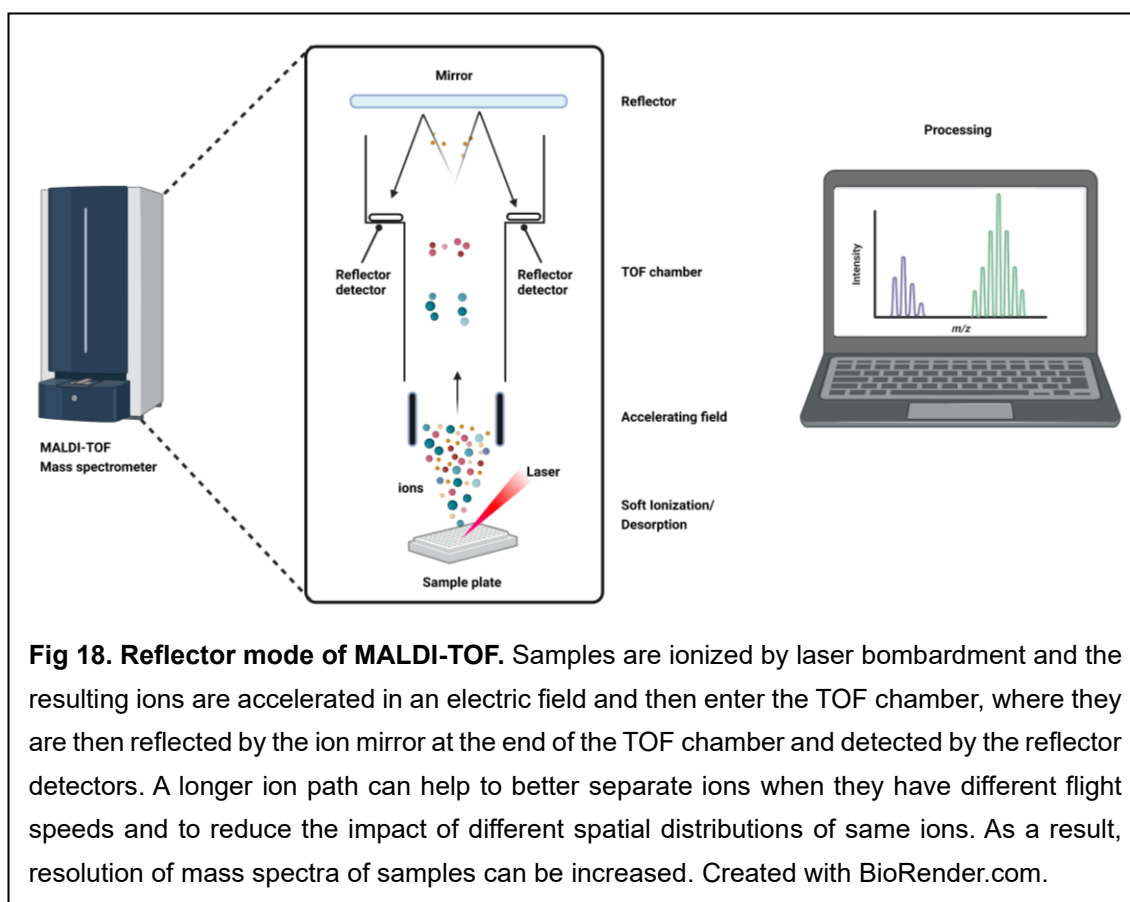 Mirror
Reflector
Processing
Reflector
detector
Reflector
detector
TOF chamber
Intensity
m/z
Accelerating field
MALDI-TOF
Mass spectrometer
ions
Laser
Soft Ionization/
Desorption
Sample plate
Fig 18. Reflector mode of MALDI-TOF. Samples are ionized by laser bombardment and the
resulting ions are accelerated in an electric field and then enter the TOF chamber, where they
are then reflected by the ion mirror at the end of the TOF chamber and detected by the reflector
detectors. A longer ion path can help to better separate ions when they have different flight
speeds and to reduce the impact of different spatial distributions of same ions. As a result,
resolution of mass spectra of samples can be increased. Created with BioRender.com.